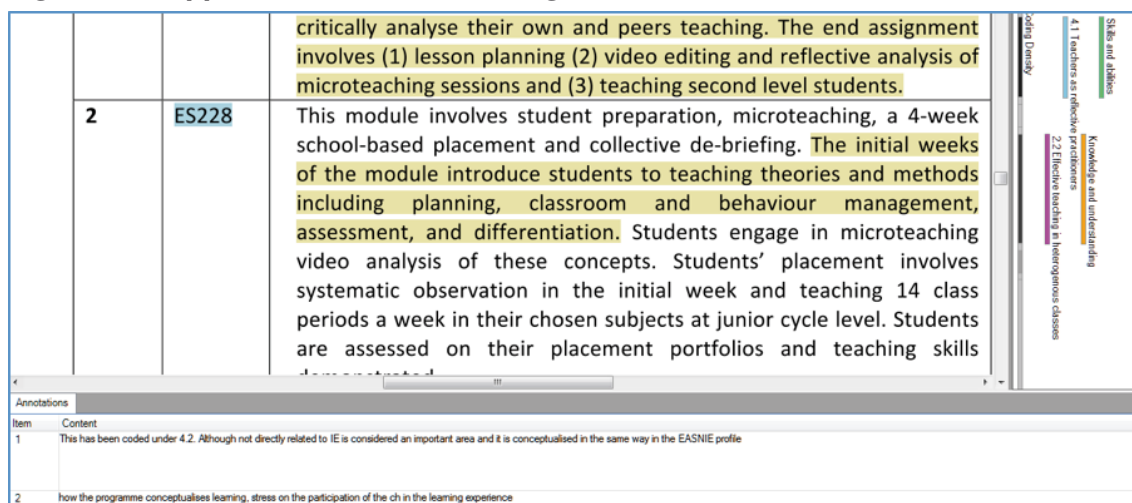 critically analyse their own and peers teaching. The end assignment
involves (1) lesson planning (2) video editing and reflective analysis of
microteaching sessions and (3) teaching second level students.
2
ES228
This module involves student preparation, microteaching, a 4-week
school-based placement and collective de-briefing. The initial weeks
of the module introduce students to teaching theories and methods
including planning, classroom and behaviour management,
assessment, and differentiation. Students engage in microteaching
video analysis of these concepts. Students' placement involves
systematic observation in the initial week and teaching 14 class
periods a week in their chosen subjects at junior cycle level. Students
are assessed on their placement portfolios and teaching skills
Coding Density
4.1 Teachers as reflective practitioners
Skills and abilities
2.2 Effective teaching in heterogenous classes
Knowledge and understanding
Annotations
Item Content
1 This has been coded under 4.2. Although not directly related to IE is considered an important area and it is conceptualised in the same way in the EASNIE profile
2 how the programme conceptualises learning, stress on the participation of the ch in the learning experience